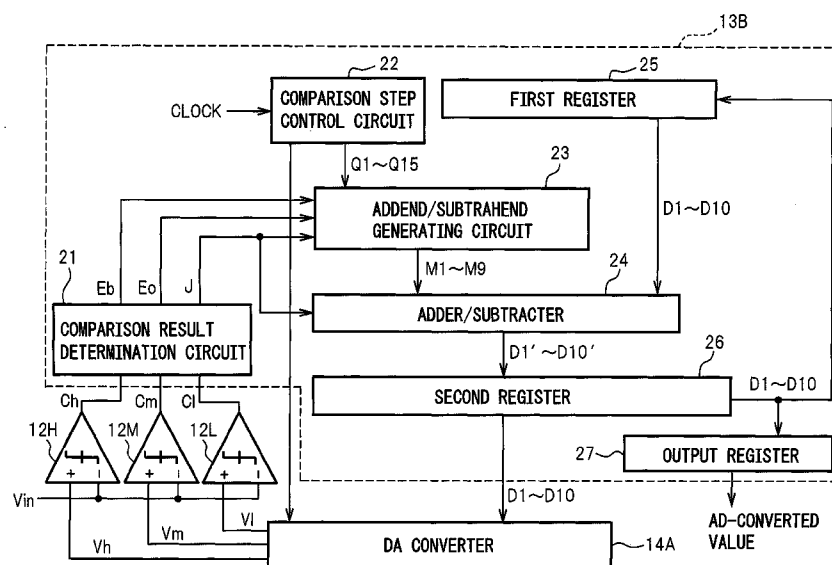 13B
22
25
COMPARISON STEP
CONTROL CIRCUIT
FIRST REGISTER
CLOCK
Q1～Q15
23
ADDEND/SUBTRAHEND
GENERATING CIRCUIT
D1～D10
21
Eb
Eo
J
M1～M9
24
COMPARISON RESULT
DETERMINATION CIRCUIT
ADDER/SUBTRACTER
D1'～D10'
26
Ch
Cm
Cl
SECOND REGISTER
D1～D10
12H
12M
12L
+
−
+
−
+
−
27
OUTPUT REGISTER
Vin
D1～D10
AD-CONVERTED
VALUE
Vh
Vm
Vl
DA CONVERTER
14A